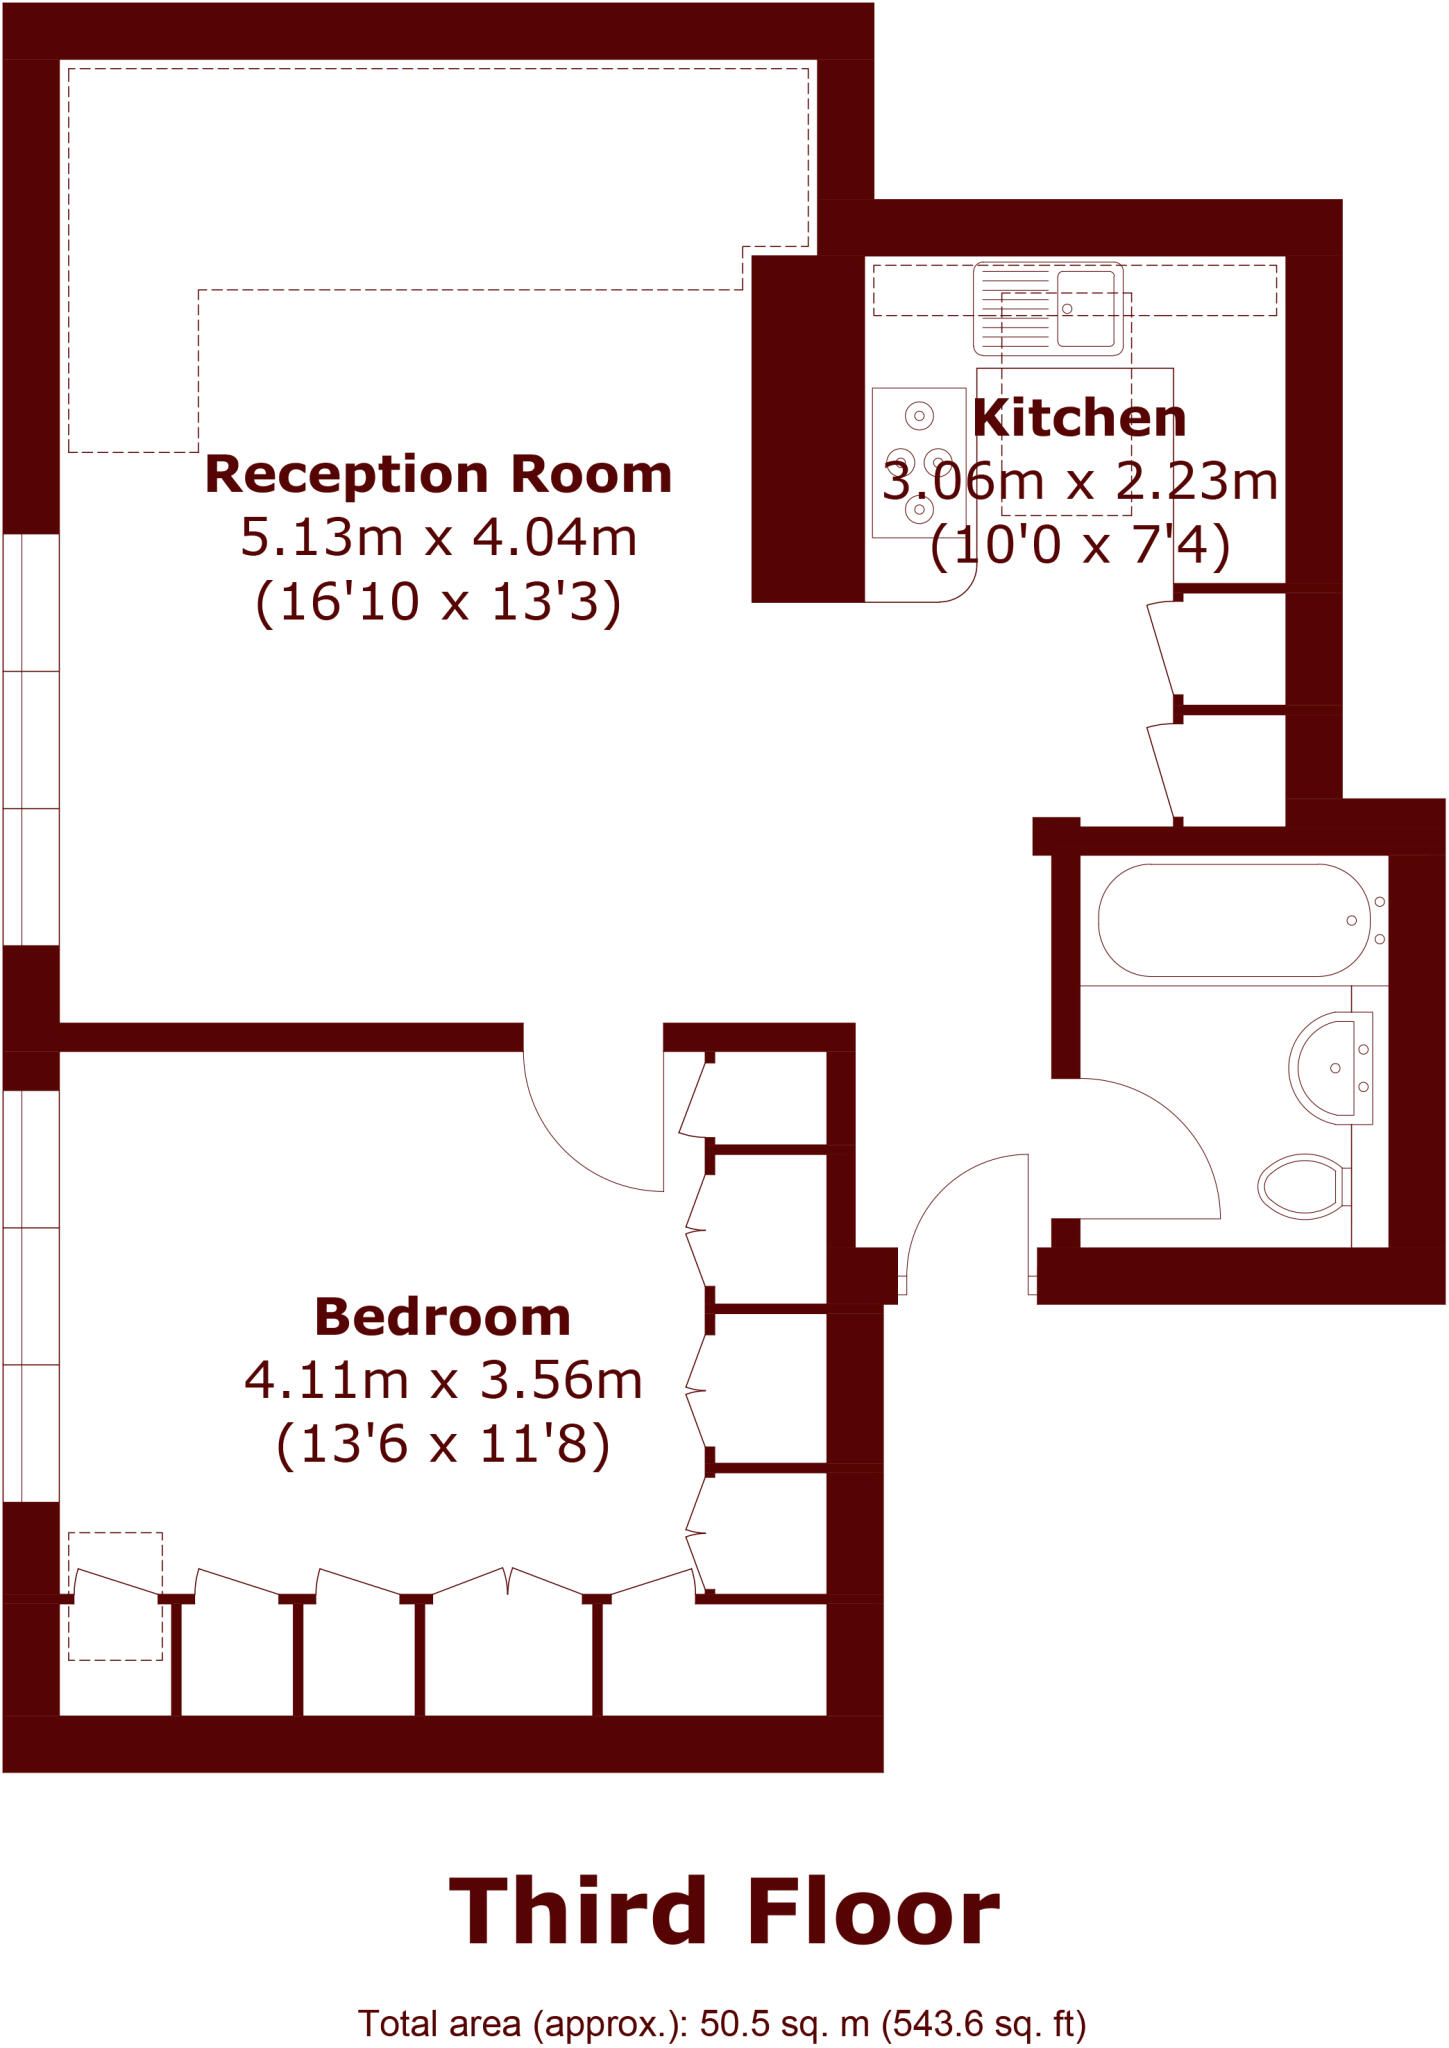 Kitchen
3.06m x 2.23m
(10'0 x 7'4)
Reception Room
5.13m x 4.04m
(16'10 x 13'3)
Bedroom
4.11m x 3.56m
(13'6 x 11'8)
Third Floor
Total area (approx.): 50.5 sq. m (543.6 sq. ft)